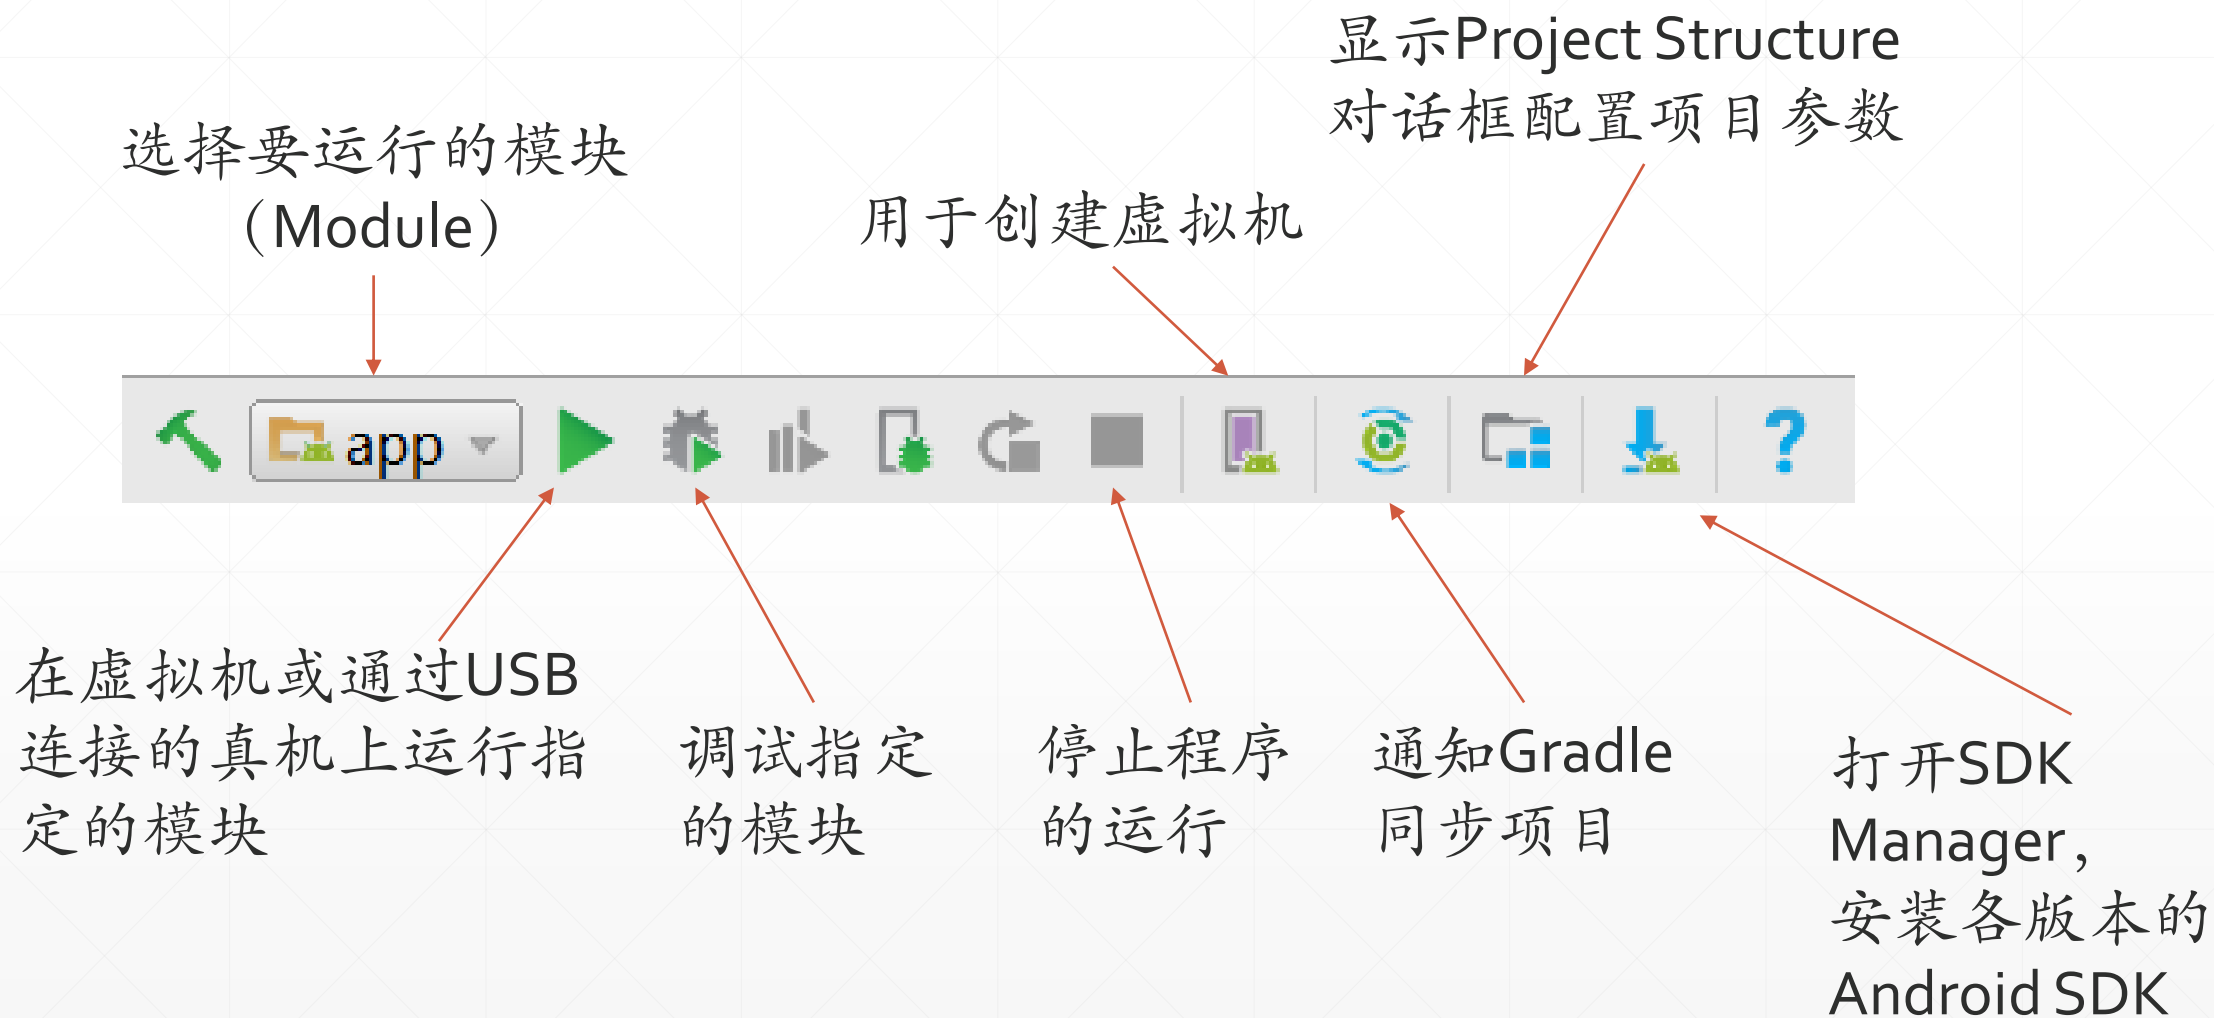 显示Project Structure
对话框配置项目参数
选择要运行的模块
（Module）
用于创建虚拟机
app
?
在虚拟机或通过USB
连接的真机上运行指
定的模块
调试指定
的模块
停止程序
的运行
通知Gradle
同步项目
打开SDK
Manager，
安装各版本的
Android SDK